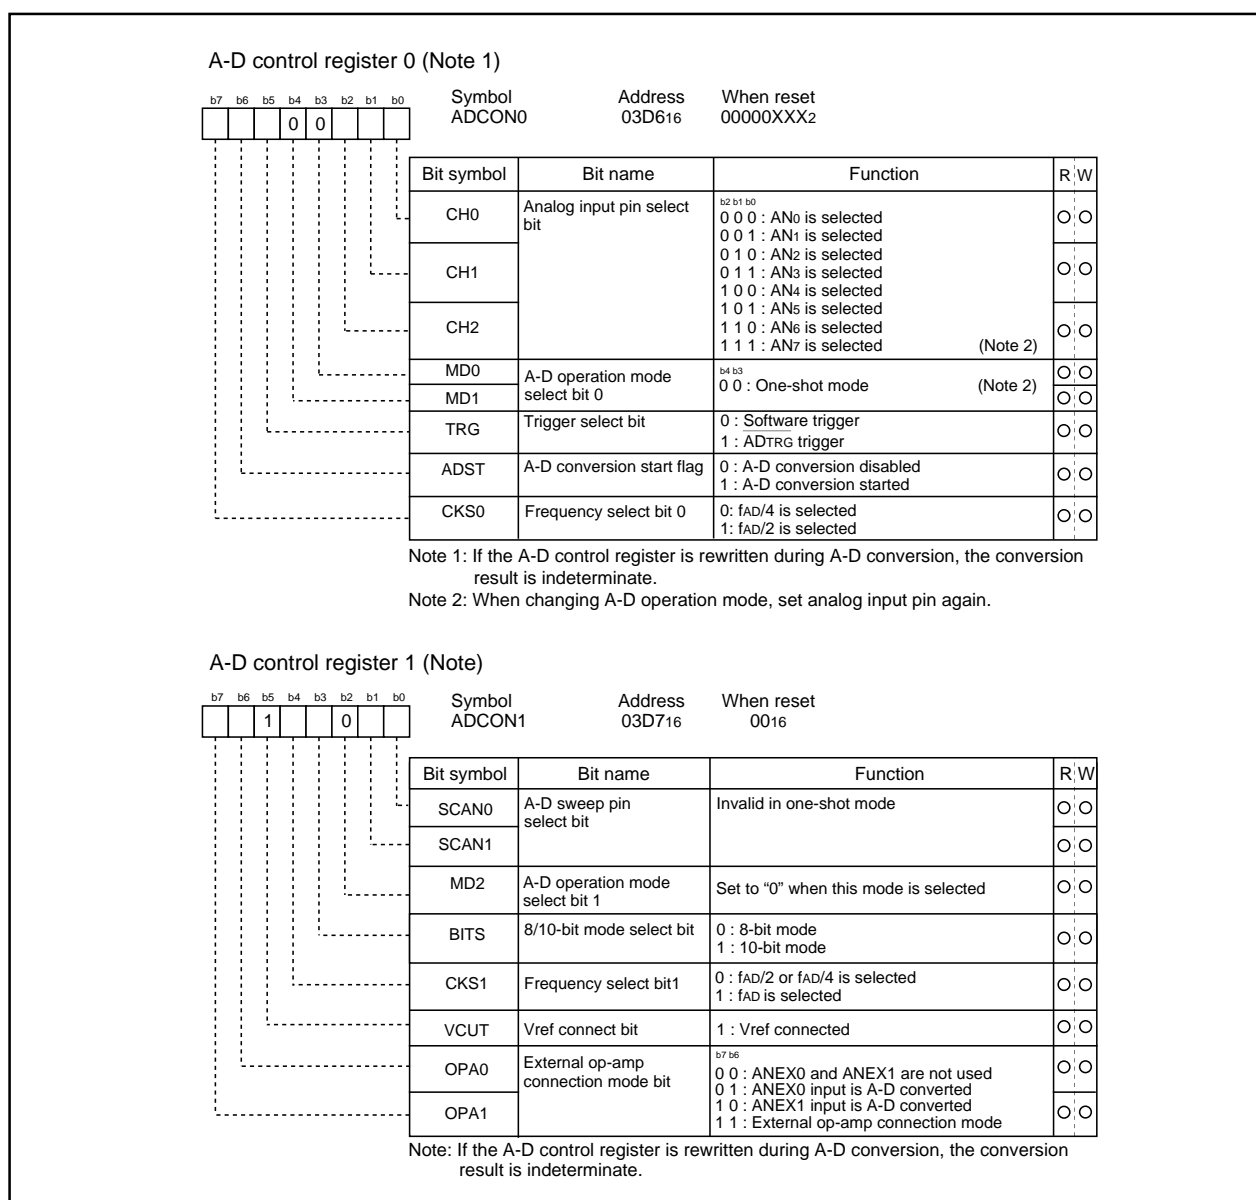 A-D control register 0 (Note 1)
b7 b6 b5 b4 b3 b2 b1 b0
0 0
Symbol Address When reset
ADCON0 03D616 00000XXX2
Bit symbol Bit name Function R W
CH0 Analog input pin select bit
b2 b1 b0
0 0 0 : AN0 is selected
0 0 1 : AN1 is selected
0 1 0 : AN2 is selected
CH1
0 1 1 : AN3 is selected
1 0 0 : AN4 is selected
1 0 1 : AN5 is selected
CH2
1 1 0 : AN6 is selected
1 1 1 : AN7 is selected (Note 2)
MD0
MD1
A-D operation mode
select bit 0
b4 b3
0 0 : One-shot mode (Note 2)
TRG Trigger select bit
0 : Software trigger
1 : ADTRG trigger
ADST A-D conversion start flag
0 : A-D conversion disabled
1 : A-D conversion started
CKS0 Frequency select bit 0
0: fAD/4 is selected
1: fAD/2 is selected
Note 1: If the A-D control register is rewritten during A-D conversion, the conversion
result is indeterminate.
Note 2: When changing A-D operation mode, set analog input pin again.
A-D control register 1 (Note)
b7 b6 b5 b4 b3 b2 b1 b0
1 0
Symbol Address When reset
ADCON1 03D716 0016
Bit symbol Bit name Function R W
SCAN0
SCAN1
A-D sweep pin
select bit
Invalid in one-shot mode
MD2
A-D operation mode
select bit 1
Set to “0” when this mode is selected
BITS 8/10-bit mode select bit
0 : 8-bit mode
1 : 10-bit mode
CKS1 Frequency select bit1
0 : fAD/2 or fAD/4 is selected
1 : fAD is selected
VCUT Vref connect bit 1 : Vref connected
OPA0
OPA1
External op-amp
connection mode bit
b7 b6
0 0 : ANEX0 and ANEX1 are not used
0 1 : ANEX0 input is A-D converted
1 0 : ANEX1 input is A-D converted
1 1 : External op-amp connection mode
Note: If the A-D control register is rewritten during A-D conversion, the conversion
result is indeterminate.